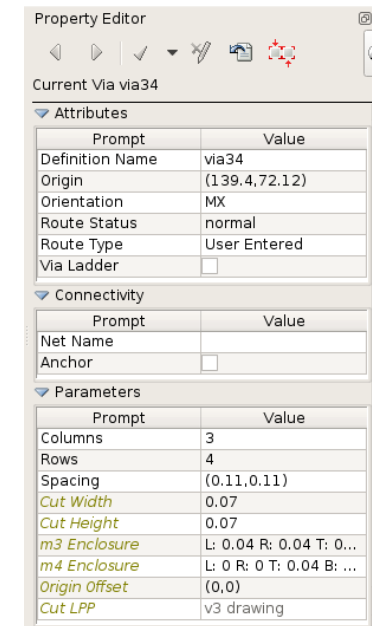 Property Editor
Current Via via34
Attributes
Prompt Value
Definition Name via34
Origin (139.4,72.12)
Orientation MX
Route Status normal
Route Type User Entered
Via Ladder
Connectivity
Prompt Value
Net Name
Anchor
Parameters
Prompt Value
Columns 3
Rows 4
Spacing (0.11,0.11)
Cut Width 0.07
Cut Height 0.07
m3 Enclosure L: 0.04 R: 0.04 T: 0...
m4 Enclosure L: 0 R: 0 T: 0.04 B: ...
Origin Offset (0,0)
Cut LPP v3 drawing